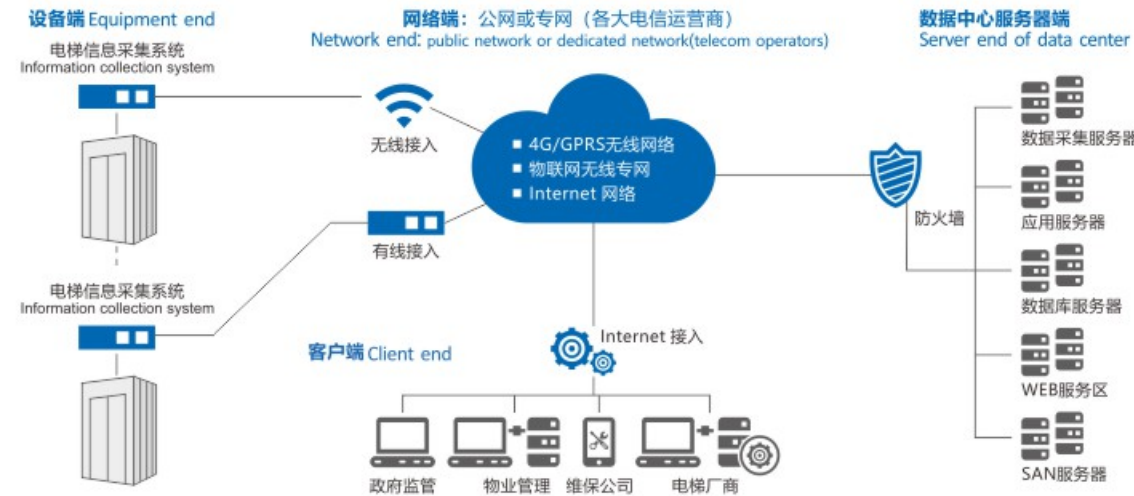 设备端 Equipment end
电梯信息采集系统
Information collection system
电梯信息采集系统
Information collection system
网络端：公网或专网（各大电信运营商）
Network end: public network or dedicated network(telecom operators)
无线接入
有线接入
■ 4G/GPRS无线网络
■ 物联网无线专网
■ Internet 网络
Internet 接入
客户端 Client end
政府监管
物业管理
维保公司
电梯厂商
数据中心服务器端
Server end of data center
防火墙
数据采集服务器
应用服务器
数据库服务器
WEB服务区
SAN服务器